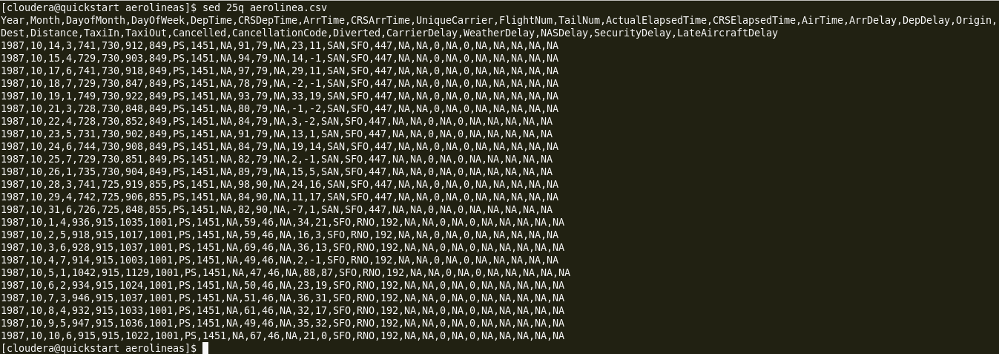 [cloudera@quickstart aerolineas]$ sed 25q aerolinea.csv
Year,Month,DayofMonth,DayOfWeek,DepTime,CRSDepTime,ArrTime,CRSArrTime,UniqueCarrier,FlightNum,TailNum,ActualElapsedTime,CRSElapsedTime,AirTime,ArrDelay,DepDelay,Origin,
Dest,Distance,TaxiIn,TaxiOut,Cancelled,CancellationCode,Diverted,CarrierDelay,WeatherDelay,NASDelay,SecurityDelay,LateAircraftDelay
1987,10,14,3,741,730,912,849,PS,1451,NA,91,79,NA,23,11,SAN,SFO,447,NA,NA,0,NA,0,NA,NA,NA,NA,NA
1987,10,15,4,729,730,903,849,PS,1451,NA,94,79,NA,14,-1,SAN,SFO,447,NA,NA,0,NA,0,NA,NA,NA,NA,NA
1987,10,17,6,741,730,918,849,PS,1451,NA,97,79,NA,29,11,SAN,SFO,447,NA,NA,0,NA,0,NA,NA,NA,NA,NA
1987,10,18,7,729,730,847,849,PS,1451,NA,78,79,NA,-2,-1,SAN,SFO,447,NA,NA,0,NA,0,NA,NA,NA,NA,NA
1987,10,19,1,749,730,922,849,PS,1451,NA,93,79,NA,33,19,SAN,SFO,447,NA,NA,0,NA,0,NA,NA,NA,NA,NA
1987,10,21,3,728,730,848,849,PS,1451,NA,80,79,NA,-1,-2,SAN,SFO,447,NA,NA,0,NA,0,NA,NA,NA,NA,NA
1987,10,22,4,728,730,852,849,PS,1451,NA,84,79,NA,3,-2,SAN,SFO,447,NA,NA,0,NA,0,NA,NA,NA,NA,NA
1987,10,23,5,731,730,902,849,PS,1451,NA,91,79,NA,13,1,SAN,SFO,447,NA,NA,0,NA,0,NA,NA,NA,NA,NA
1987,10,24,6,744,730,908,849,PS,1451,NA,84,79,NA,19,14,SAN,SFO,447,NA,NA,0,NA,0,NA,NA,NA,NA,NA
1987,10,25,7,729,730,851,849,PS,1451,NA,82,79,NA,2,-1,SAN,SFO,447,NA,NA,0,NA,0,NA,NA,NA,NA,NA
1987,10,26,1,735,730,904,849,PS,1451,NA,89,79,NA,15,5,SAN,SFO,447,NA,NA,0,NA,0,NA,NA,NA,NA,NA
1987,10,28,3,741,725,919,855,PS,1451,NA,98,90,NA,24,16,SAN,SFO,447,NA,NA,0,NA,0,NA,NA,NA,NA,NA
1987,10,29,4,742,725,906,855,PS,1451,NA,84,90,NA,11,17,SAN,SFO,447,NA,NA,0,NA,0,NA,NA,NA,NA,NA
1987,10,31,6,726,725,848,855,PS,1451,NA,82,90,NA,-7,1,SAN,SFO,447,NA,NA,0,NA,0,NA,NA,NA,NA,NA
1987,10,1,4,936,915,1035,1001,PS,1451,NA,59,46,NA,34,21,SFO,RNO,192,NA,NA,0,NA,0,NA,NA,NA,NA,NA
1987,10,2,5,918,915,1017,1001,PS,1451,NA,59,46,NA,16,3,SFO,RNO,192,NA,NA,0,NA,0,NA,NA,NA,NA,NA
1987,10,3,6,928,915,1037,1001,PS,1451,NA,69,46,NA,36,13,SFO,RNO,192,NA,NA,0,NA,0,NA,NA,NA,NA,NA
1987,10,4,7,914,915,1003,1001,PS,1451,NA,49,46,NA,2,-1,SFO,RNO,192,NA,NA,0,NA,0,NA,NA,NA,NA,NA
1987,10,5,1,1042,915,1129,1001,PS,1451,NA,47,46,NA,88,87,SFO,RNO,192,NA,NA,0,NA,0,NA,NA,NA,NA,NA
1987,10,6,2,934,915,1024,1001,PS,1451,NA,50,46,NA,23,19,SFO,RNO,192,NA,NA,0,NA,0,NA,NA,NA,NA,NA
1987,10,7,3,946,915,1037,1001,PS,1451,NA,51,46,NA,36,31,SFO,RNO,192,NA,NA,0,NA,0,NA,NA,NA,NA,NA
1987,10,8,4,932,915,1033,1001,PS,1451,NA,61,46,NA,32,17,SFO,RNO,192,NA,NA,0,NA,0,NA,NA,NA,NA,NA
1987,10,9,5,947,915,1036,1001,PS,1451,NA,49,46,NA,35,32,SFO,RNO,192,NA,NA,0,NA,0,NA,NA,NA,NA,NA
1987,10,10,6,915,915,1022,1001,PS,1451,NA,67,46,NA,21,0,SFO,RNO,192,NA,NA,0,NA,0,NA,NA,NA,NA,NA
[cloudera@quickstart aerolineas]$